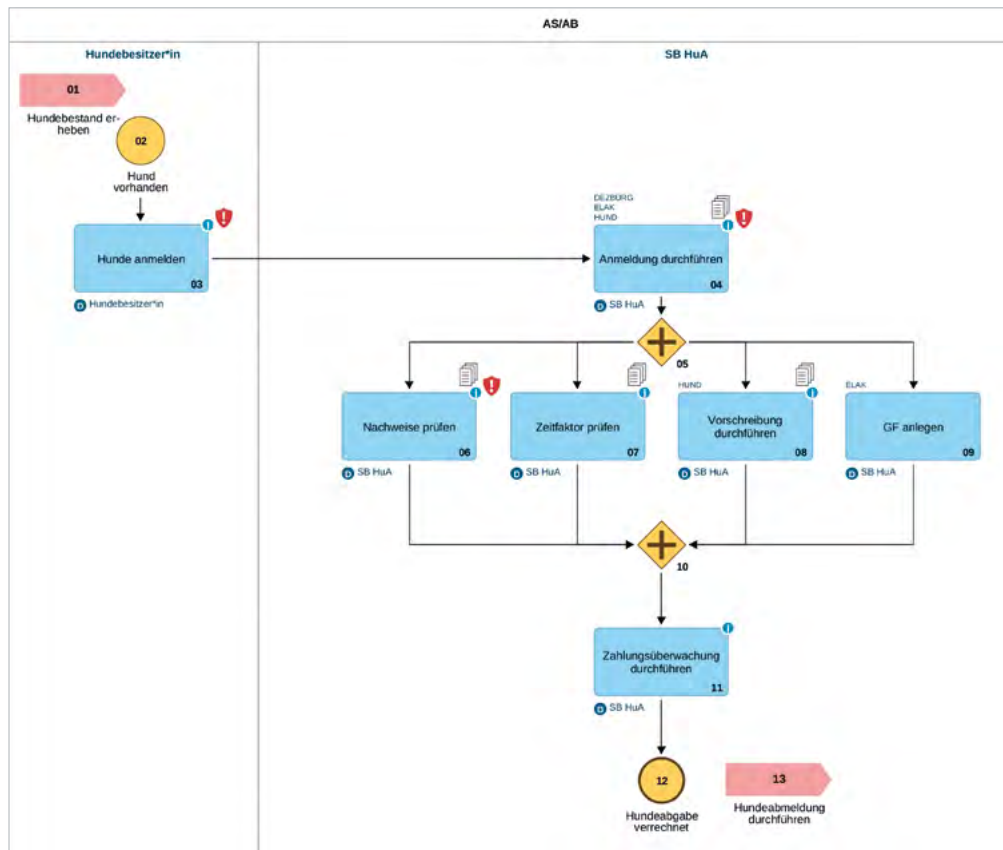 AS/AB
Hundebesitzer*in
SB HuA
01
Hundebestand er-
heben
02
Hund
vorhanden
Hunde anmelden
03
D Hundebesitzer*in
DEZBÜRG
ELAK
HUND
Anmeldung durchführen
04
D SB HuA
05
Nachweise prüfen
06
D SB HuA
Zeitfaktor prüfen
07
D SB HuA
HUND
Vorschreibung
durchführen
08
D SB HuA
ELAK
GF anlegen
09
D SB HuA
10
Zahlungsüberwachung
durchführen
11
D SB HuA
12
Hundeabgabe
verrechnet
13
Hundeabmeldung
durchführen